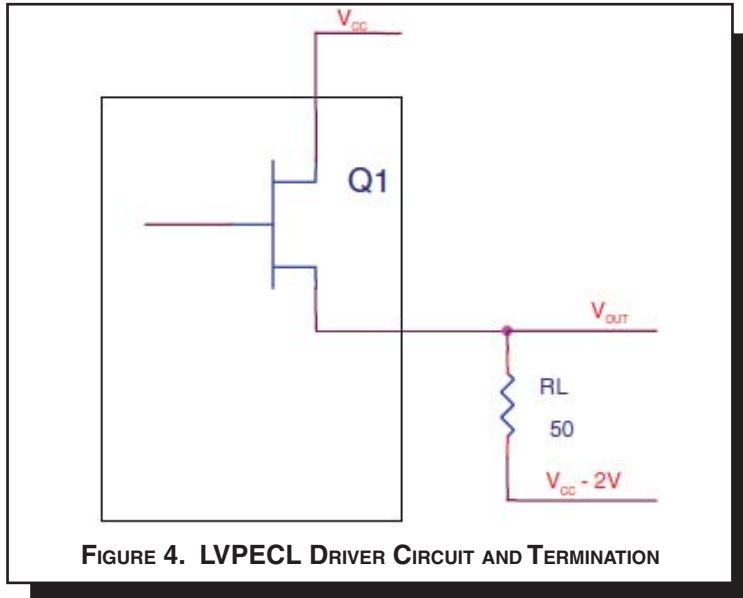 VCC
Q1
VOUT
RL
50
VCC - 2V
FIGURE 4. LVPECL DRIVER CIRCUIT AND TERMINATION